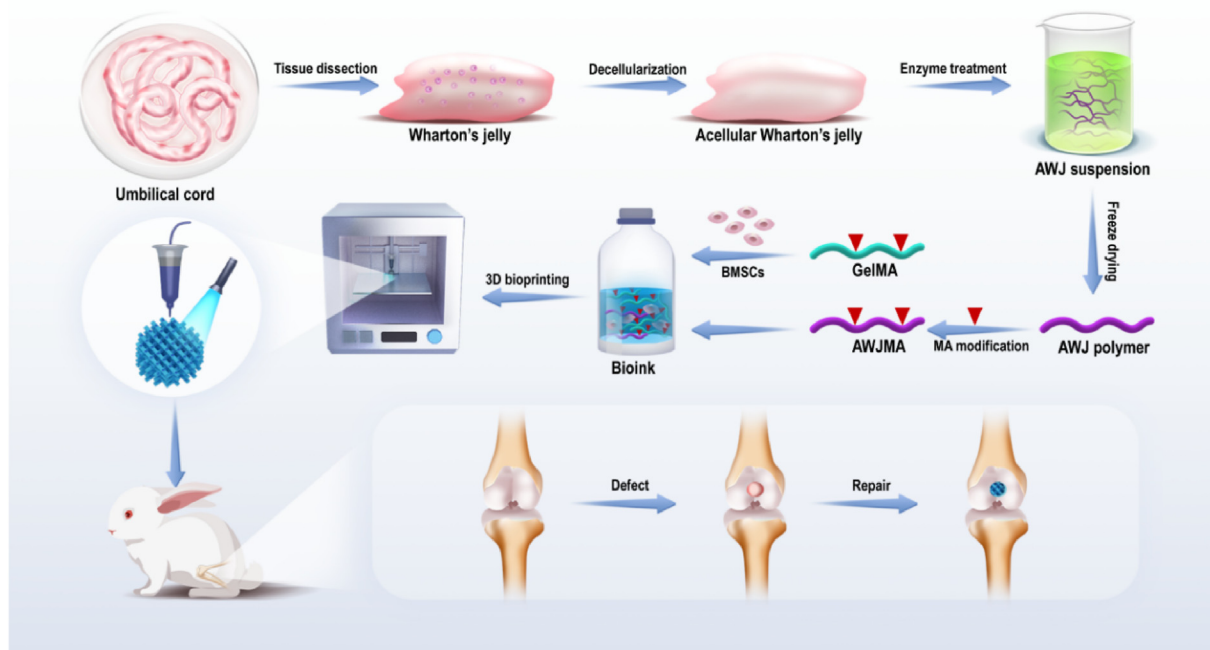 Tissue dissection
Decellularization
Enzyme treatment
Wharton's jelly
Acellular Wharton's jelly
Umbilical cord
AWJ suspension
Freeze drying
BMSCs
GelMA
3D bioprinting
Bioink
AWJMA
MA modification
AWJ polymer
Defect
Repair